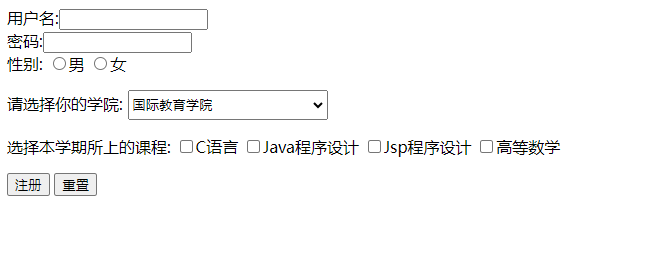 用户名:
密码:
性别: 男 女
请选择你的学院: 国际教育学院
选择本学期所上的课程: C语言 Java程序设计 Jsp程序设计 高等数学
注册 重置